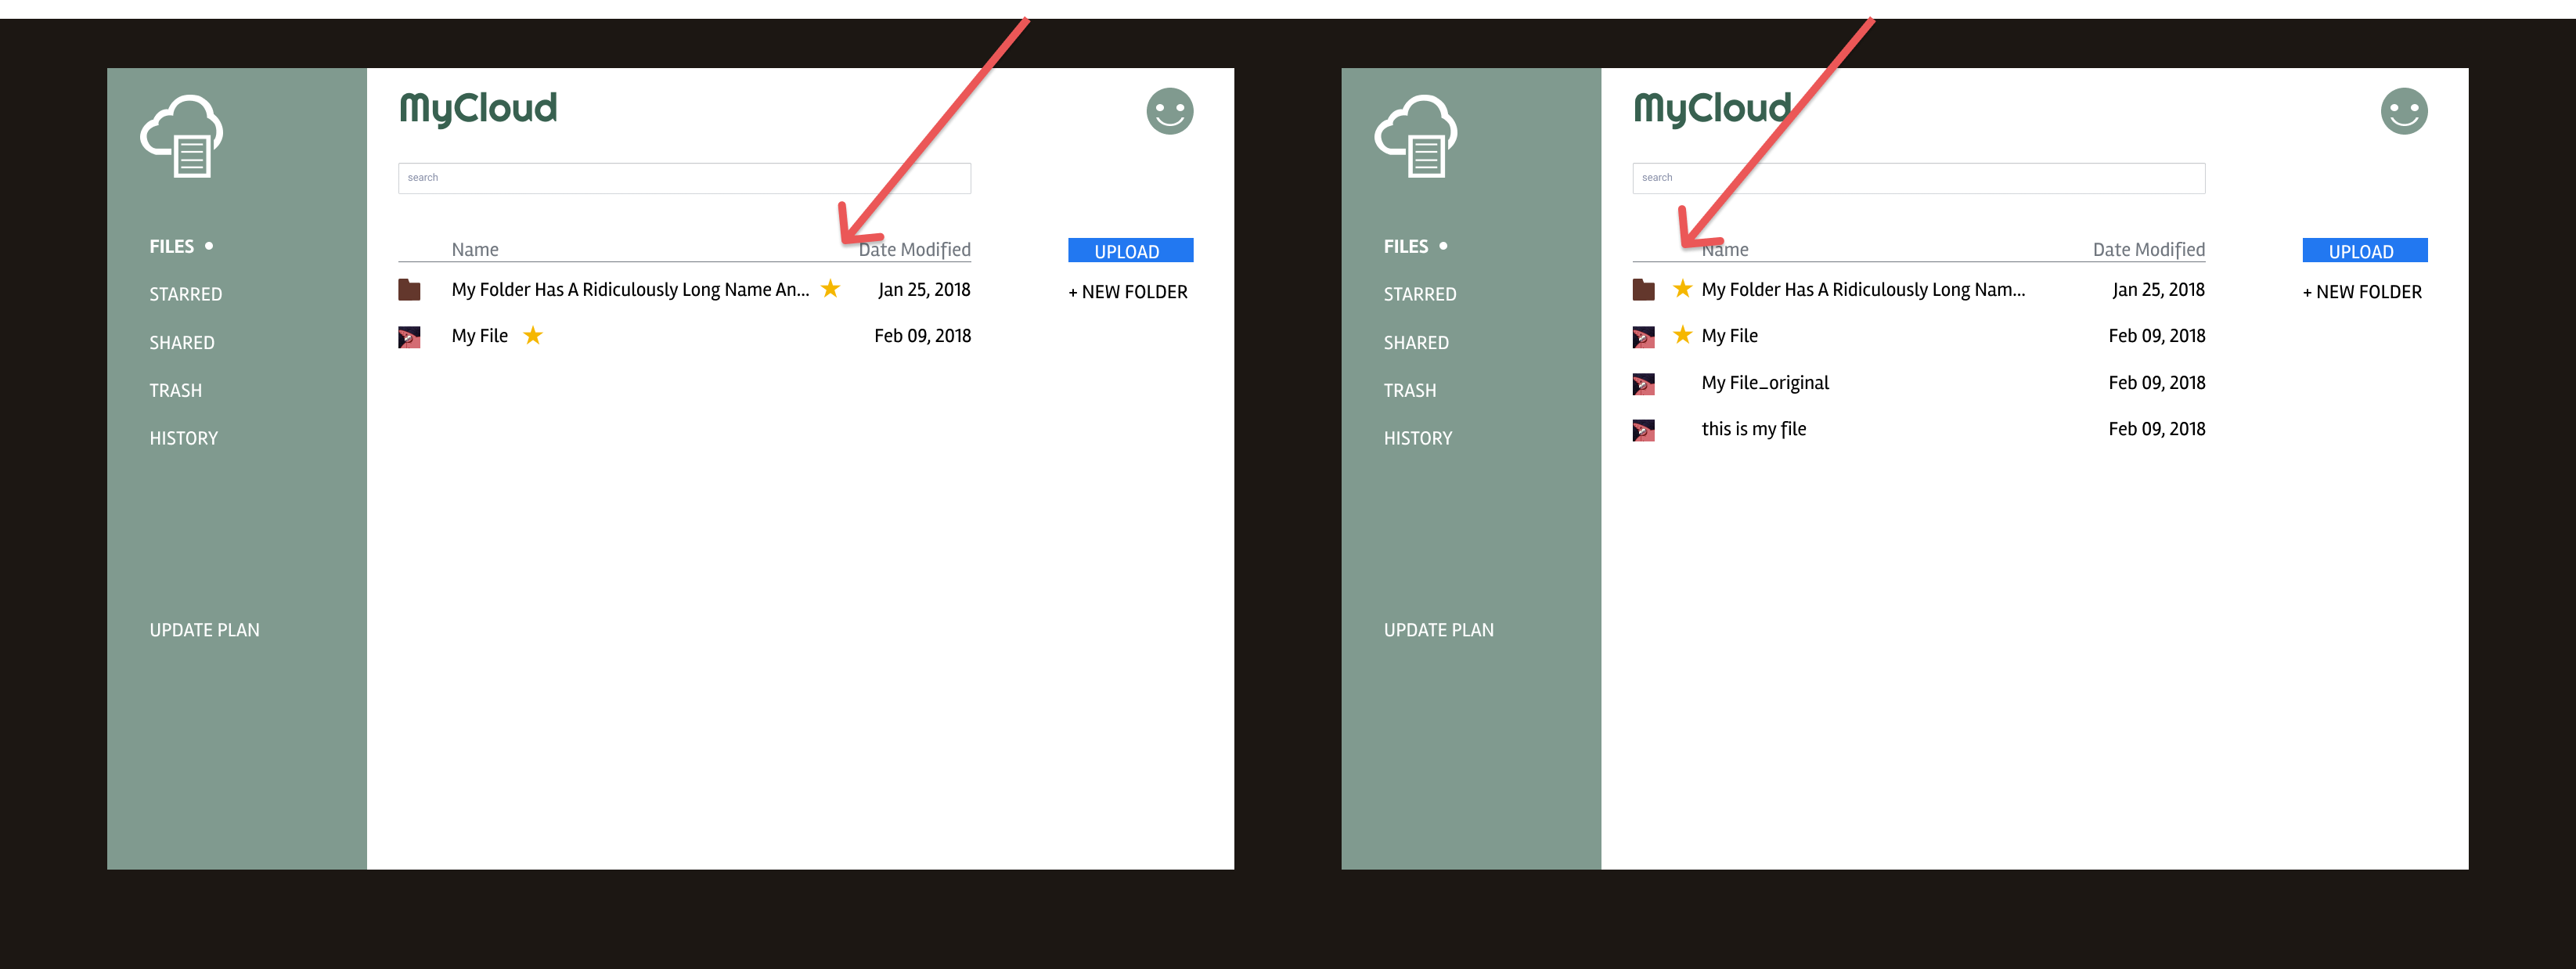 MyCloud
search
FILES
STARRED
SHARED
TRASH
HISTORY
UPDATE PLAN
Name Date Modified
My Folder Has A Ridiculously Long Name An... Jan 25, 2018
My File Feb 09, 2018
UPLOAD
+ NEW FOLDER
MyCloud
search
FILES
STARRED
SHARED
TRASH
HISTORY
UPDATE PLAN
Name Date Modified
My Folder Has A Ridiculously Long Nam... Jan 25, 2018
My File Feb 09, 2018
My File_original Feb 09, 2018
this is my file Feb 09, 2018
UPLOAD
+ NEW FOLDER